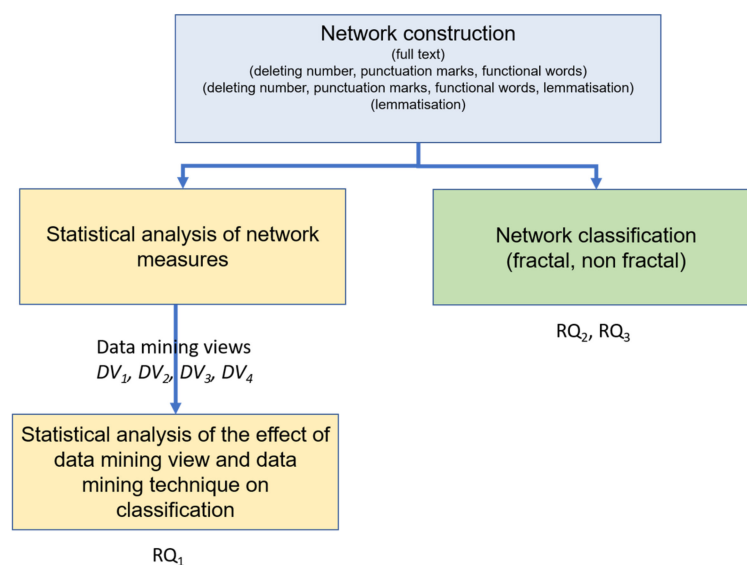 Network construction
(full text)
(deleting number, punctuation marks, functional words)
(deleting number, punctuation marks, functional words, lemmatisation)
(lemmatisation)
Statistical analysis of network
measures
Network classification
(fractal, non fractal)
RQ₂, RQ₃
Data mining views
DV₁, DV₂, DV₃, DV₄
Statistical analysis of the effect of
data mining view and data
mining technique on
classification
RQ₁